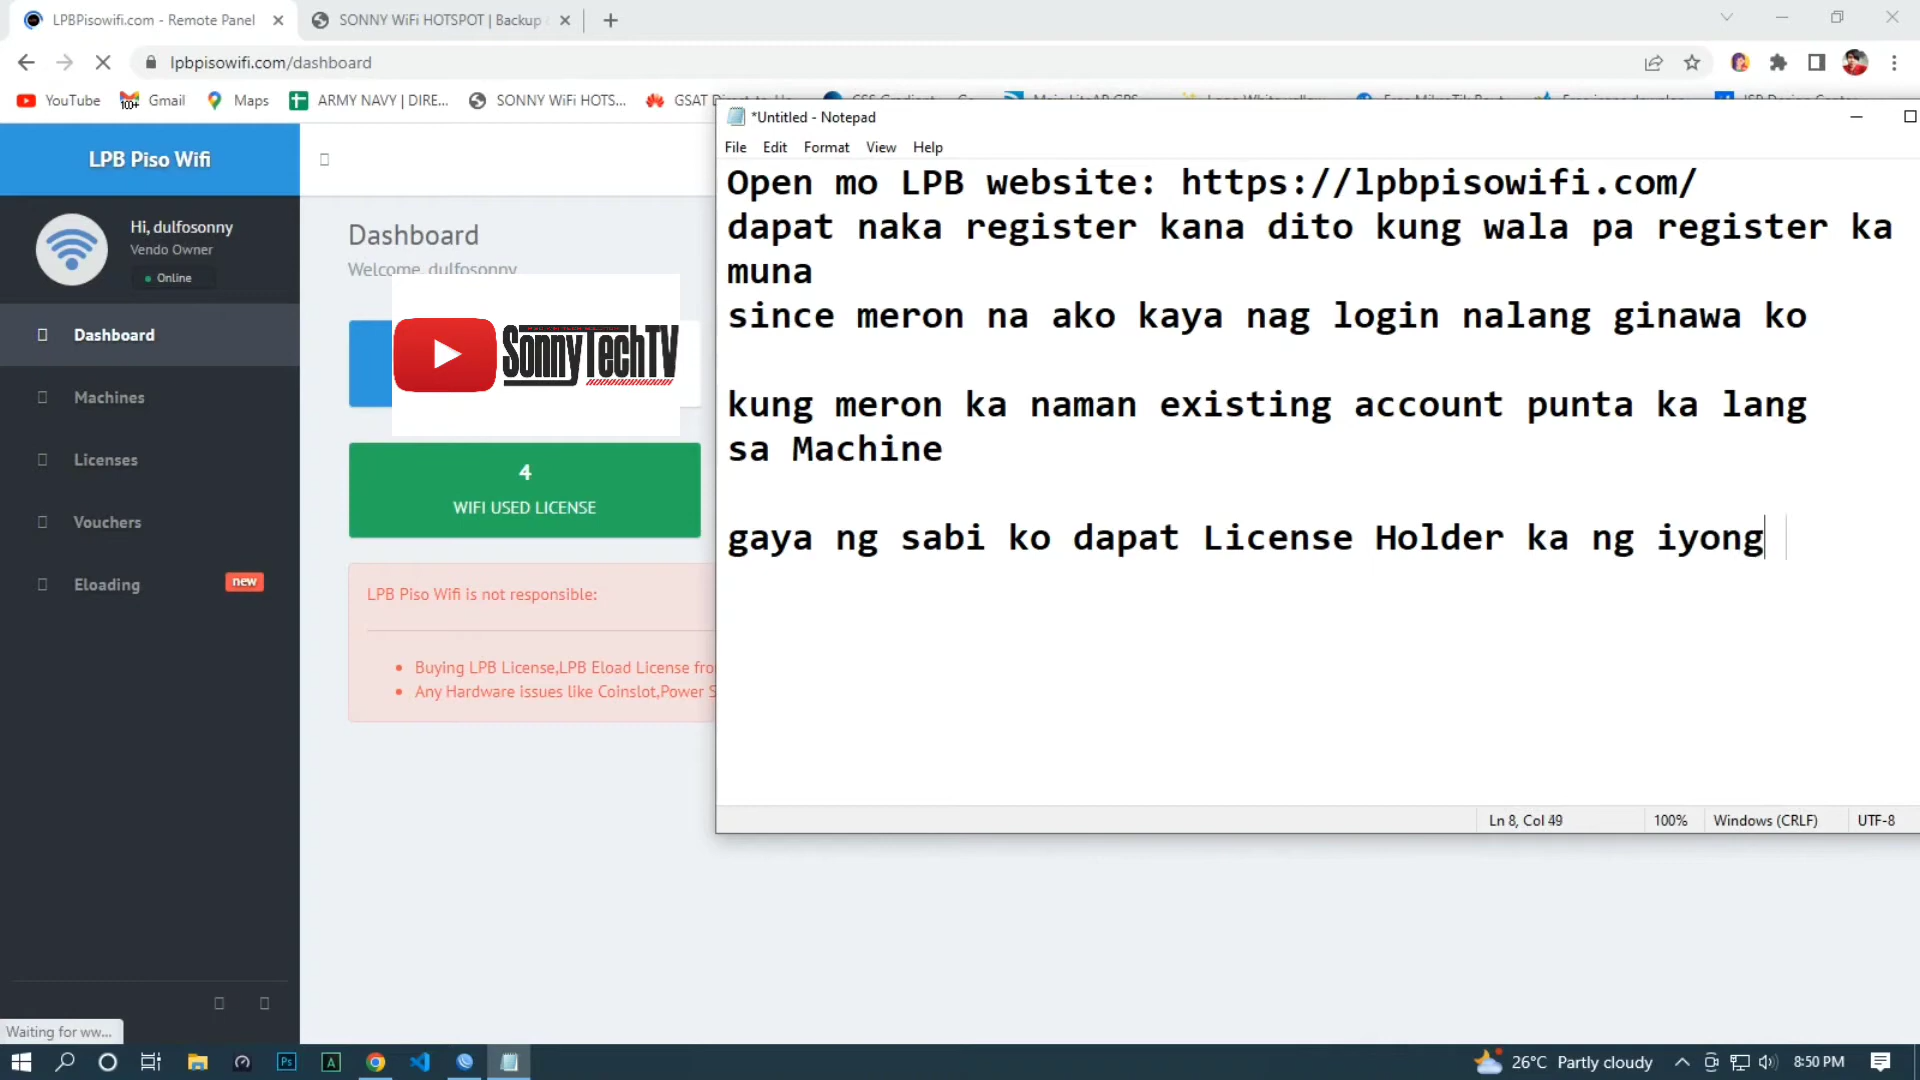 LPBPisowifi.com - Remote Panel
SONNY WiFi HOTSPOT | Backup
lpbpisowifi.com/dashboard
YouTube
Gmail
Maps
ARMY NAVY | DIRE...
SONNY WiFi HOTS...
GSAT
LPB Piso Wifi
Hi, dulfosonny
Vendo Owner
Online
Dashboard
Machines
Licenses
Vouchers
Eloading
new
Dashboard
Welcome, dulfosonny
SonnyTechTV
4
WIFI USED LICENSE
LPB Piso Wifi is not responsible:
Buying LPB License,LPB Eload License fro
Any Hardware issues like Coinslot,Power S
*Untitled - Notepad
File Edit Format View Help
Open mo LPB website: https://lpbpisowifi.com/
dapat naka register kana dito kung wala pa register ka
muna
since meron na ako kaya nag login nalang ginawa ko
kung meron ka naman existing account punta ka lang
sa Machine
gaya ng sabi ko dapat License Holder ka ng iyong
Ln 8, Col 49
100%
Windows (CRLF)
UTF-8
Waiting for ww...
26°C Partly cloudy
8:50 PM